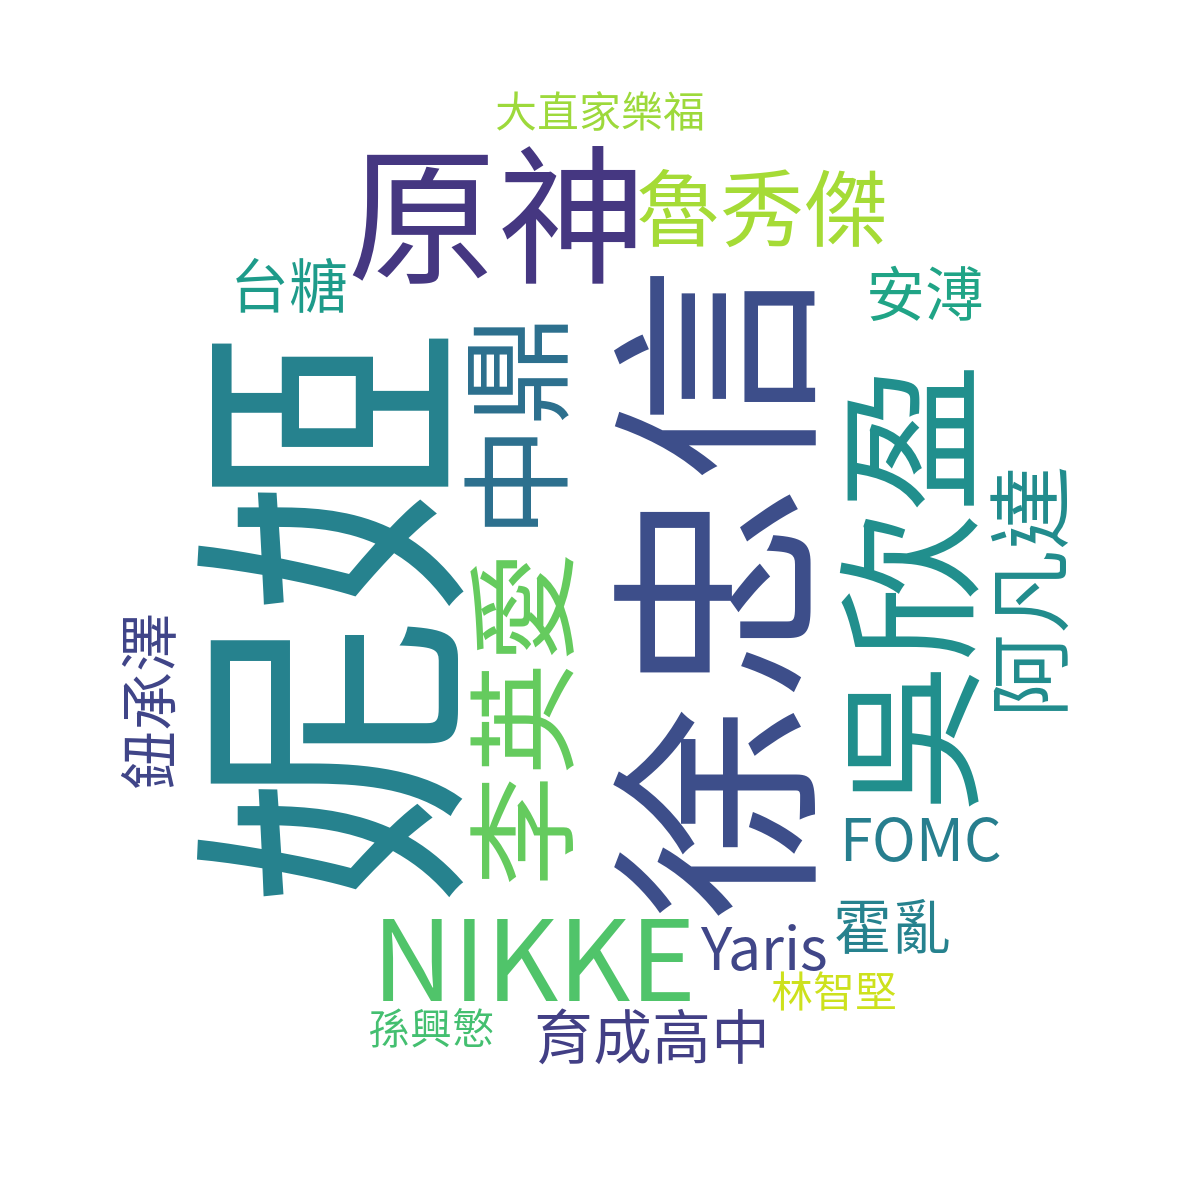 大直家樂福
原神
魯秀傑
台糖
安溥
妮姬
中鼎
徐忠信
吳欣盈
阿凡達
李英愛
鈕承澤
FOMC
NIKKE
Yaris
霍亂
林智堅
孫興慜
育成高中